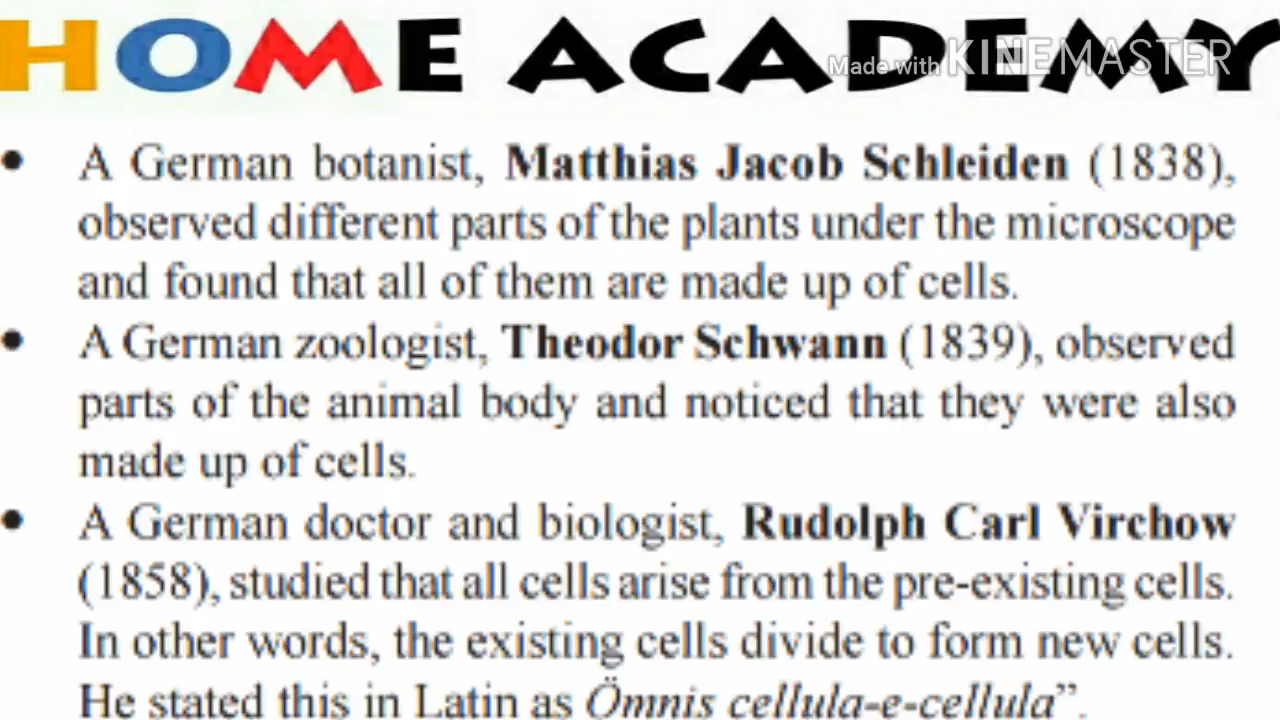 HOME ACADEMY
Made with KINEMASTER
• A German botanist, Matthias Jacob Schleiden (1838),
observed different parts of the plants under the microscope
and found that all of them are made up of cells.
• A German zoologist, Theodor Schwann (1839), observed
parts of the animal body and noticed that they were also
made up of cells.
• A German doctor and biologist, Rudolph Carl Virchow
(1858), studied that all cells arise from the pre-existing cells.
In other words, the existing cells divide to form new cells.
He stated this in Latin as Ömnis cellula-e-cellula”.